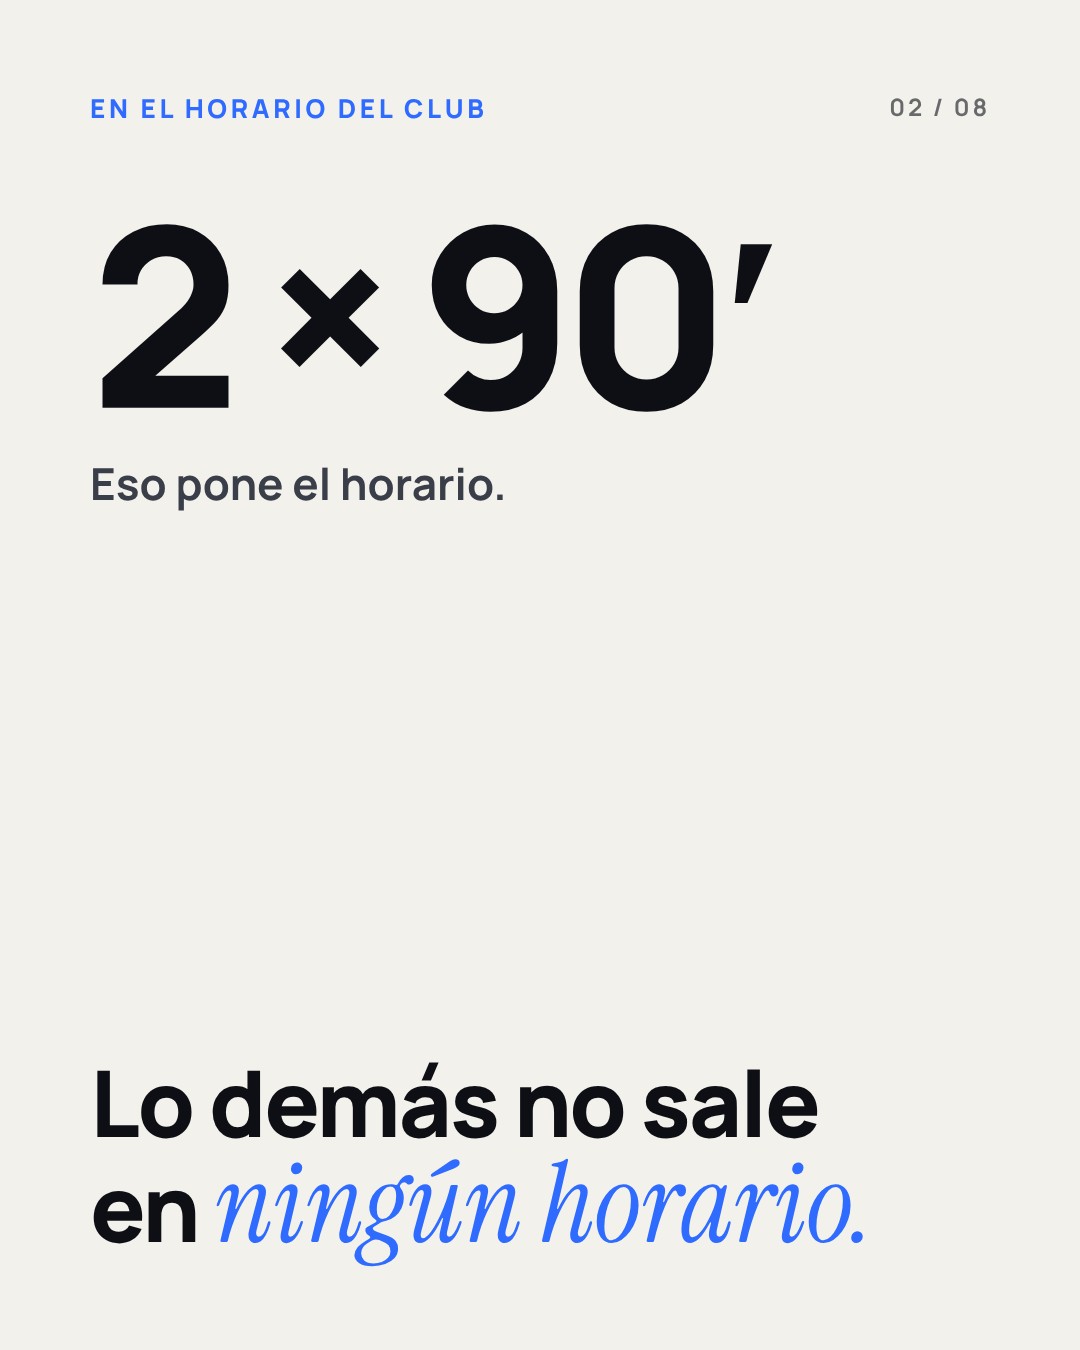 EN EL HORARIO DEL CLUB
02 / 08
2 × 90′
Eso pone el horario.
Lo demás no sale
en ningún horario.